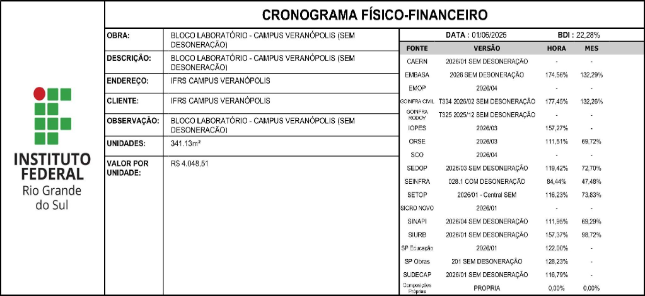 CRONOGRAMA FÍSICO-FINANCEIRO
OBRA: BLOCO LABORATÓRIO - CAMPUS VERANÓPOLIS (SEM DESONERAÇÃO)
DESCRIÇÃO: BLOCO LABORATÓRIO - CAMPUS VERANÓPOLIS (SEM DESONERAÇÃO)
ENDEREÇO: IFRS CAMPUS VERANÓPOLIS
CLIENTE: IFRS CAMPUS VERANÓPOLIS
OBSERVAÇÃO: BLOCO LABORATÓRIO - CAMPUS VERANÓPOLIS (SEM DESONERAÇÃO)
UNIDADES: 341.13m²
VALOR POR UNIDADE: R$ 4.048.51
INSTITUTO
FEDERAL
Rio Grande
do Sul
DATA : 01/06/2026 BDI : 22,28%
FONTE VERSÃO HORA MES
CAERN 2026/01 SEM DESONERAÇÃO - -
EMBASA 2026 SEM DESONERAÇÃO 174,56% 132,29%
EMOP 2026/04 - -
GOINFRA CIVIL T334 2026/02 SEM DESONERAÇÃO 177,45% 132,26%
GOINFRA RODOV T325 2025/12 SEM DESONERAÇÃO - -
IOPES 2026/03 157,27% -
ORSE 2026/03 111,51% 69,72%
SCO 2026/04 - -
SEDOP 2026/03 SEM DESONERAÇÃO 119,42% 72,70%
SEINFRA 028.1 COM DESONERAÇÃO 84,44% 47,48%
SETOP 2026/01 - Central SEM 116,23% 73,83%
SICRO NOVO 2026/01 - -
SINAPI 2026/04 SEM DESONERAÇÃO 111,95% 69,29%
SIURB 2026/01 SEM DESONERAÇÃO 157,37% 98,72%
SP Educação 2026/01 122,00% -
SP Obras 201 SEM DESONERAÇÃO 128,23% -
SUDECAP 2026/01 SEM DESONERAÇÃO 116,79% -
Composições Próprias PROPRIA 0,00% 0,00%